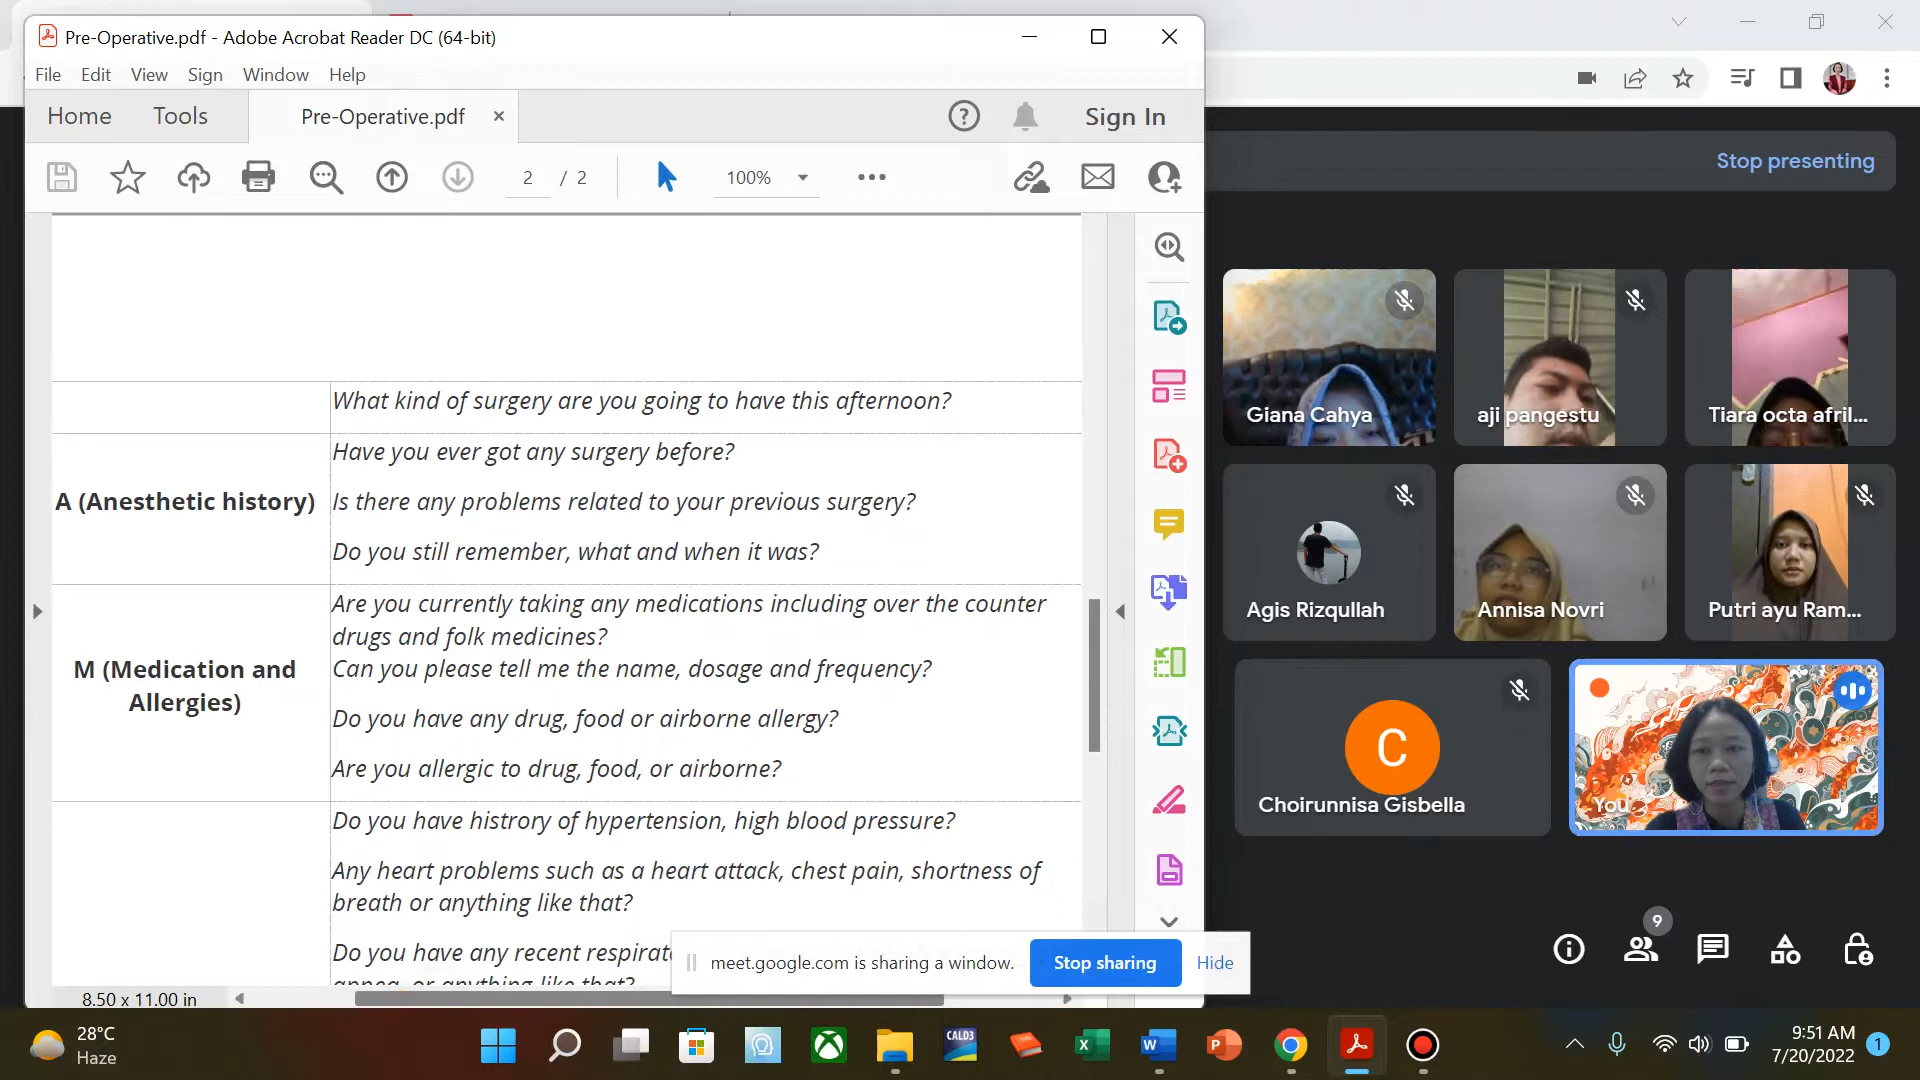 Pre-Operative.pdf - Adobe Acrobat Reader DC (64-bit)
File Edit View Sign Window Help
Home Tools Pre-Operative.pdf Sign In
2 / 2 100%
Stop presenting
What kind of surgery are you going to have this afternoon?
A (Anesthetic history)
Have you ever got any surgery before?
Is there any problems related to your previous surgery?
Do you still remember, what and when it was?
M (Medication and
Allergies)
Are you currently taking any medications including over the counter
drugs and folk medicines?
Can you please tell me the name, dosage and frequency?
Do you have any drug, food or airborne allergy?
Are you allergic to drug, food, or airborne?
Do you have histrory of hypertension, high blood pressure?
Any heart problems such as a heart attack, chest pain, shortness of
breath or anything like that?
Do you have any recent
apnea, or anything like that?
8.50 x 11.00 in
meet.google.com is sharing a window. Stop sharing Hide
Giana Cahya
aji pangestu
Tiara octa afril...
Agis Rizqullah
Annisa Novri
Putri ayu Ram...
C
Choirunnisa Gisbella
You
9
28°C
Haze
CALD3
9:51 AM
7/20/2022
1